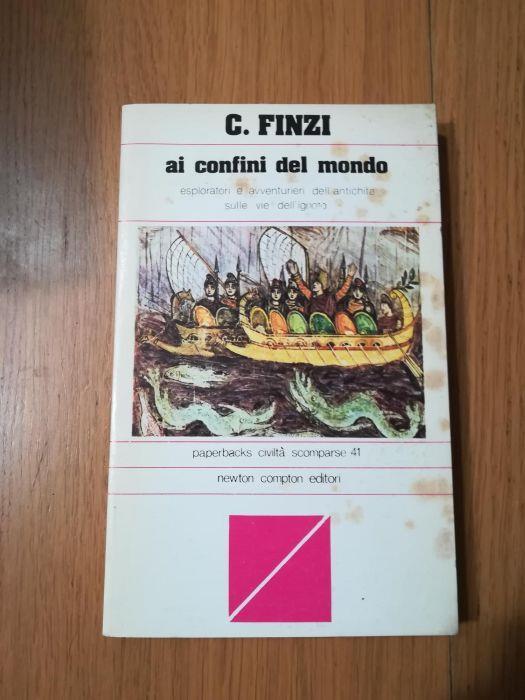 C. FINZI
ai confini del mondo
esploratori e avventurieri dell'antichità
sulle vie dell'ignoto
paperbacks civiltà scomparse 41
newton compton editori